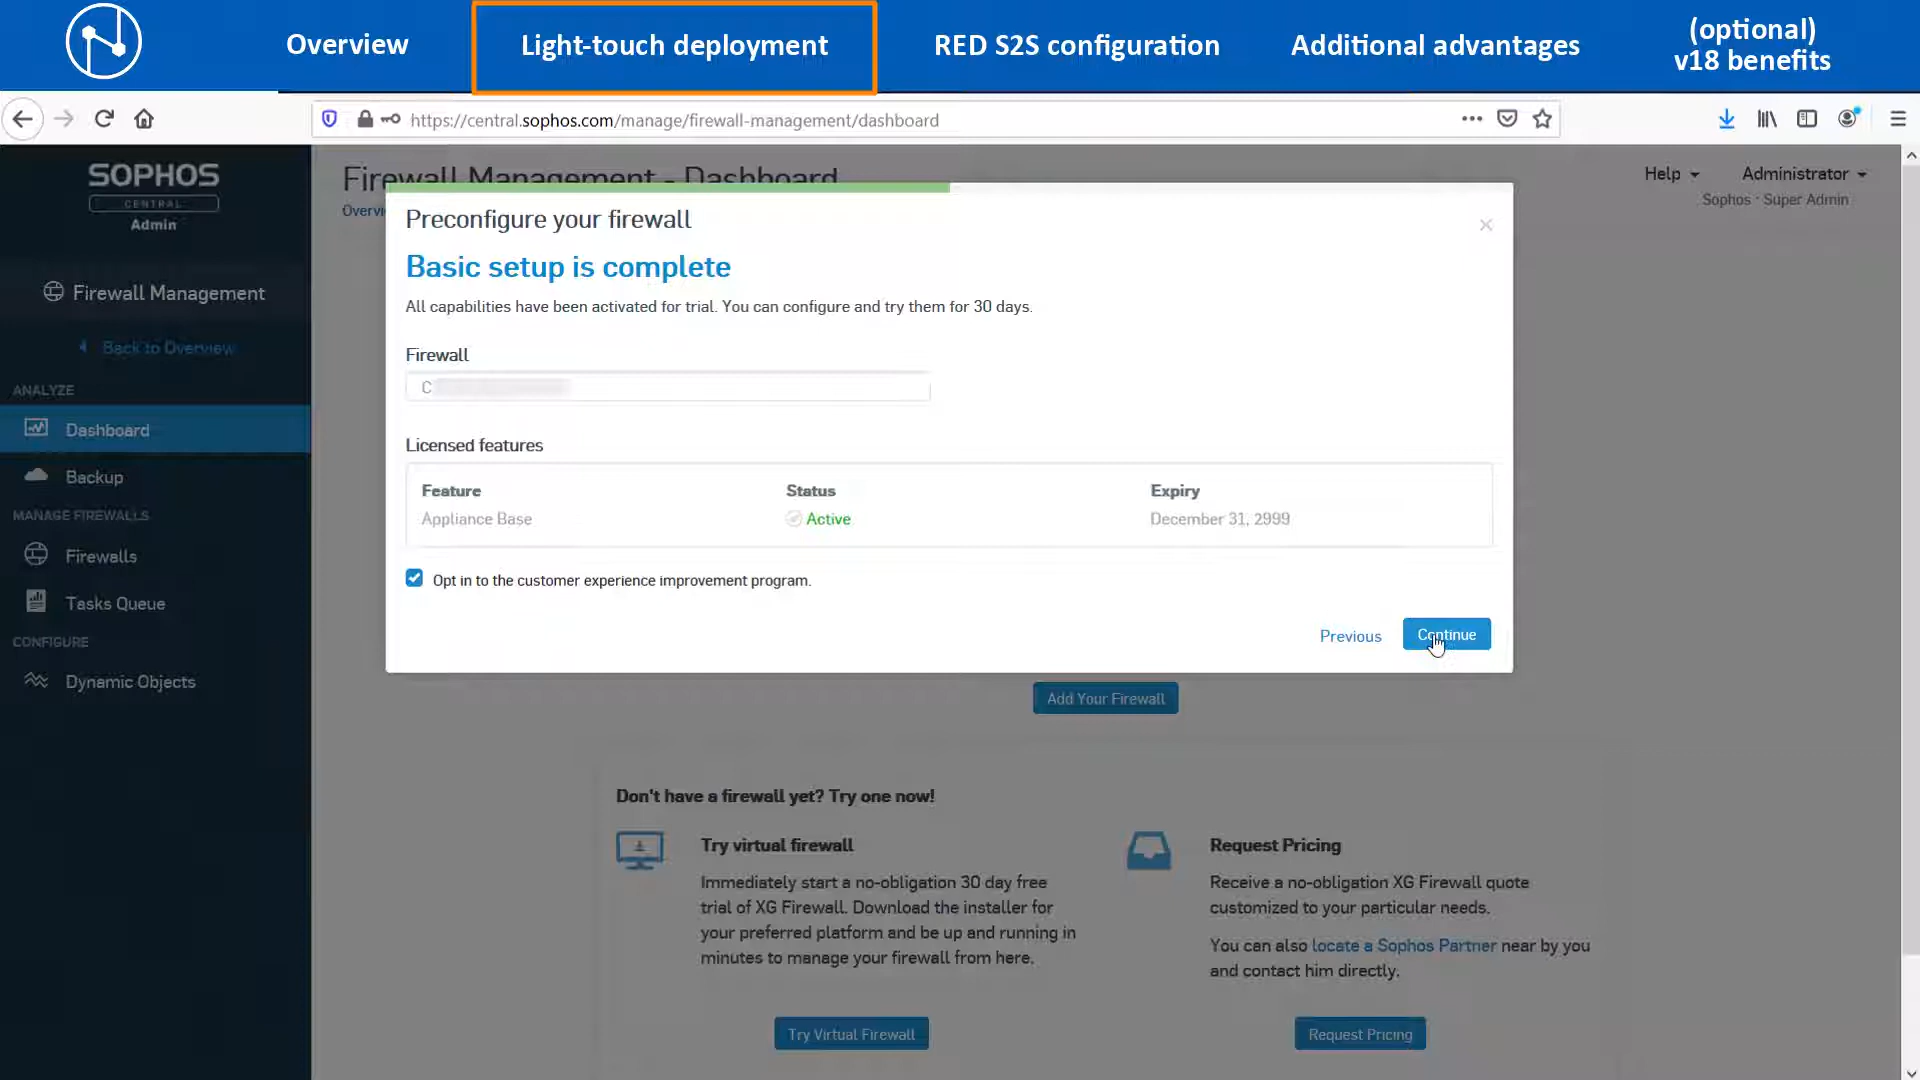 Overview
Light-touch deployment
RED S2S configuration
Additional advantages
(optional)
v18 benefits
https://central.sophos.com/manage/firewall-management/dashboard
SOPHOS
CENTRAL
Admin
Firewall Management
Back to Overview
ANALYZE
Dashboard
Backup
MANAGE FIREWALLS
Firewalls
Tasks Queue
CONFIGURE
Dynamic Objects
Firewall Management - Dashboard
Help
Administrator
Sophos · Super Admin
Preconfigure your firewall
Basic setup is complete
All capabilities have been activated for trial. You can configure and try them for 30 days.
Firewall
C
Licensed features
Feature Status Expiry
Appliance Base Active December 31, 2999
Opt in to the customer experience improvement program.
Previous
Continue
Add Your Firewall
Don't have a firewall yet? Try one now!
Try virtual firewall
Immediately start a no-obligation 30 day free
trial of XG Firewall. Download the installer for
your preferred platform and be up and running in
minutes to manage your firewall from here.
Try Virtual Firewall
Request Pricing
Receive a no-obligation XG Firewall quote
customized to your particular needs.
You can also locate a Sophos Partner near by you
and contact him directly.
Request Pricing